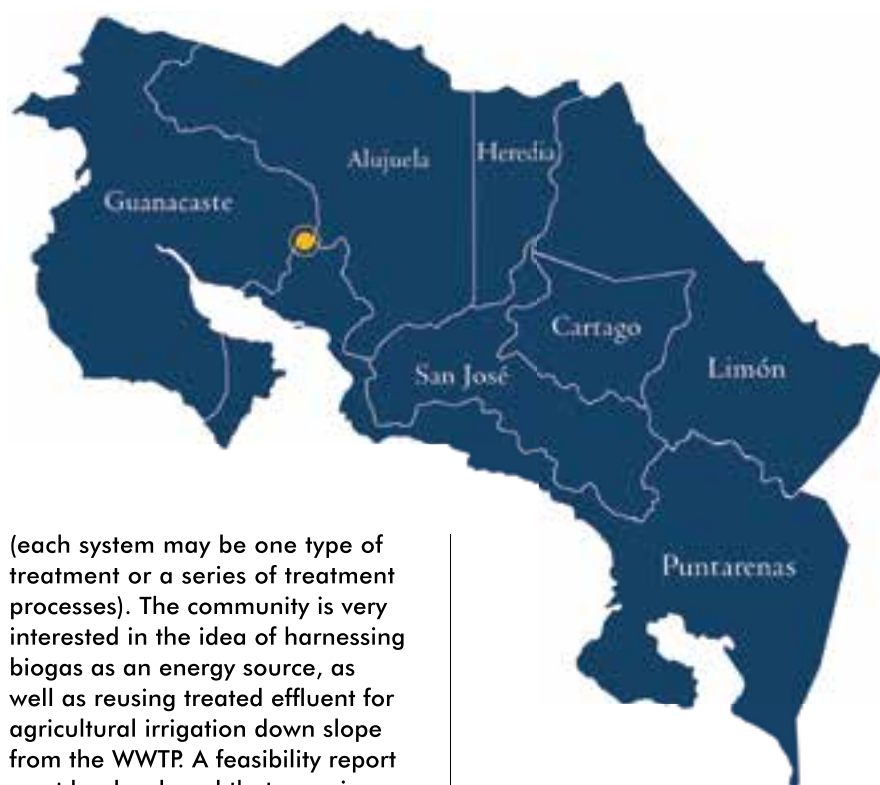 Alujuela
Heredia
Guanacaste
Cartago
San José
Limón
Puntarenas
(each system may be one type of
treatment or a series of treatment
processes). The community is very
interested in the idea of harnessing
biogas as an energy source, as
well as reusing treated effluent for
agricultural irrigation down slope
from the WWTP. A feasibility report